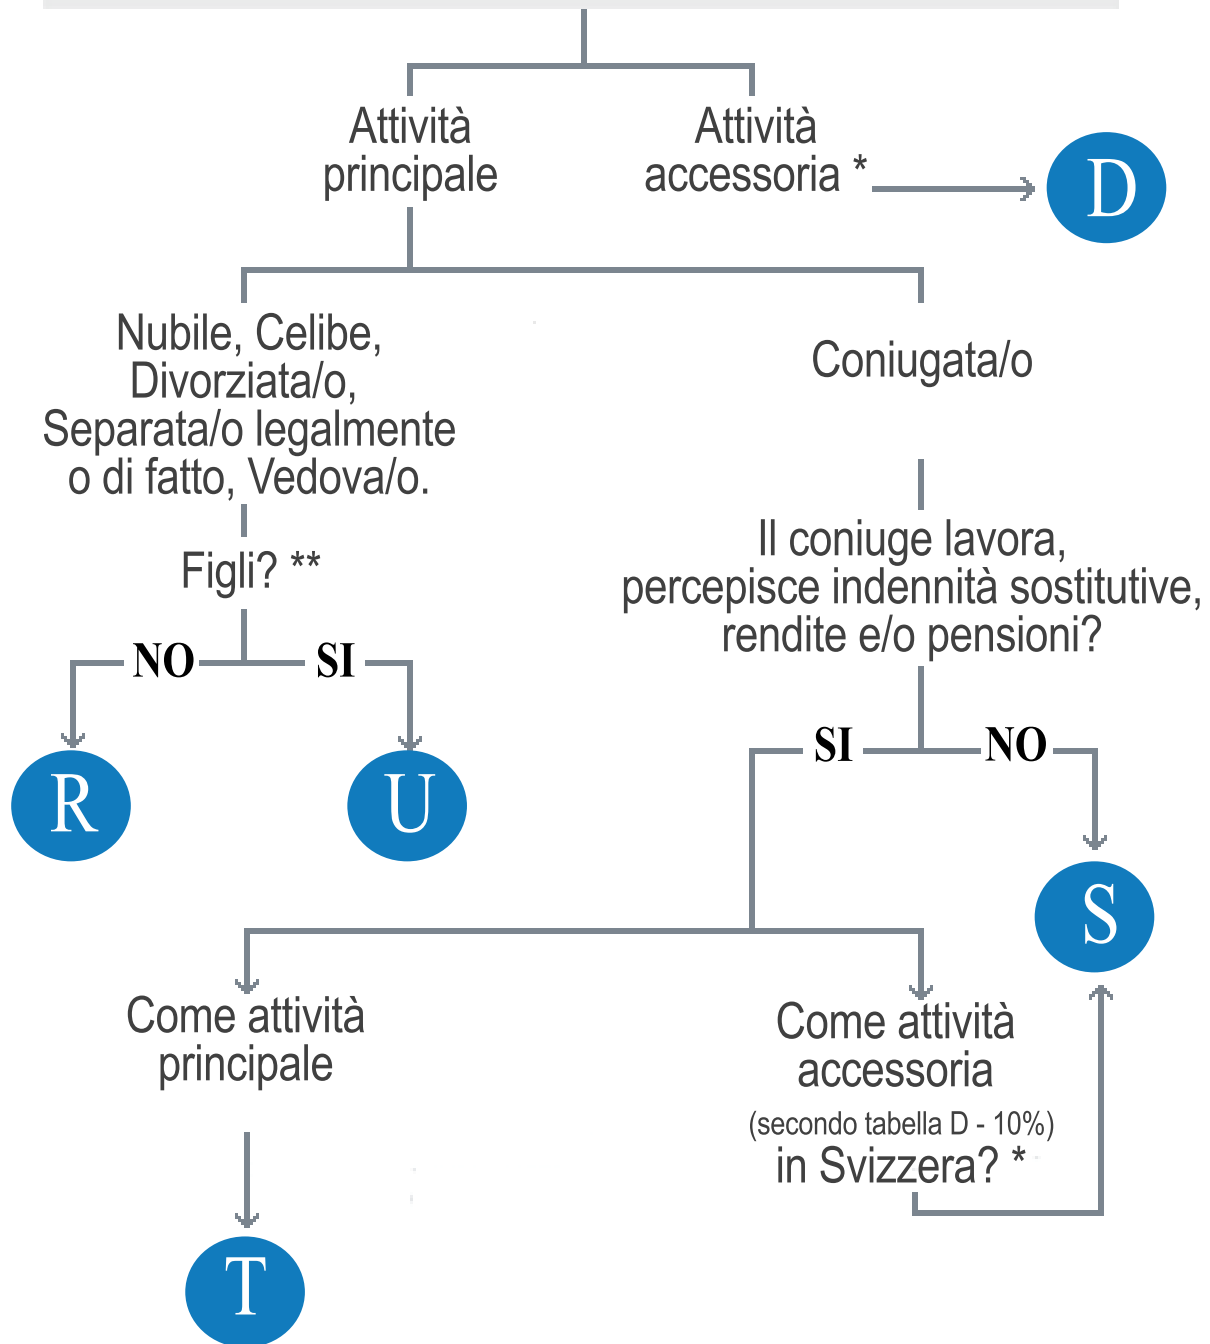 Attività
principale
Attività
accessoria *
D
Nubile, Celibe,
Divorziata/o,
Separata/o legalmente
o di fatto, Vedova/o.
Coniugata/o
Figli? **
Il coniuge lavora,
percepisce indennità sostitutive,
rendite e/o pensioni?
NO
SI
SI
NO
R
U
S
Come attività
principale
Come attività
accessoria
(secondo tabella D - 10%)
in Svizzera? *
T